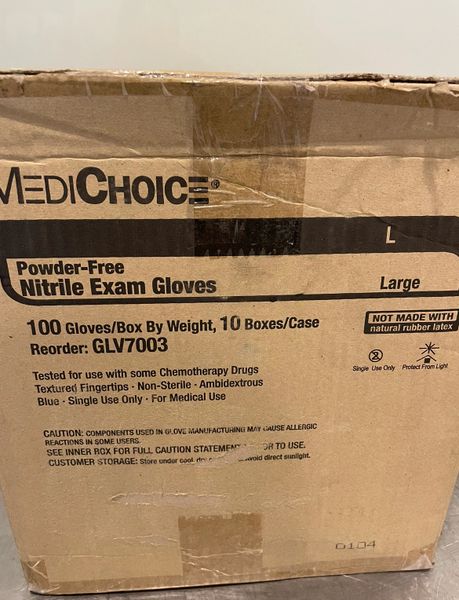 MEDICHOICE®
L
Powder-Free
Nitrile Exam Gloves
Large
100 Gloves/Box By Weight, 10 Boxes/Case
Reorder: GLV7003
NOT MADE WITH
natural rubber latex
Single Use Only
Protect From Light
Tested for use with some Chemotherapy Drugs
Textured Fingertips · Non-Sterile · Ambidextrous
Blue · Single Use Only · For Medical Use
CAUTION: COMPONENTS USED IN GLOVE MANUFACTURING MAY CAUSE ALLERGIC
REACTIONS IN SOME USERS.
SEE INNER BOX FOR FULL CAUTION STATEMENT TO USE.
CUSTOMER STORAGE: Store under cool, direct sunlight.
0104